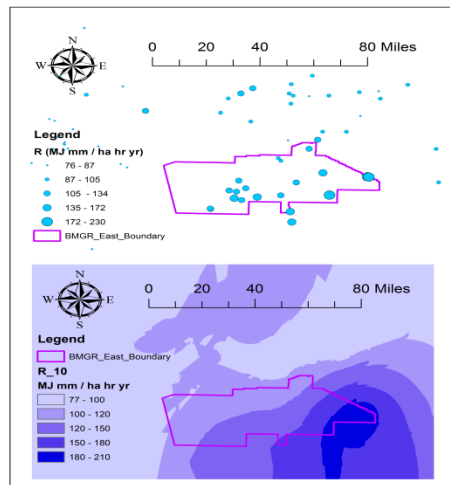 N
W E
S
0 20 40 80 Miles
Legend
R (MJ mm / ha hr yr)
76 - 87
87 - 105
105 - 134
135 - 172
172 - 230
BMGR_East_Boundary
N
W E
S
0 20 40 80 Miles
Legend
BMGR_East_Boundary
R_10
MJ mm / ha hr yr
77 - 100
100 - 120
120 - 150
150 - 180
180 - 210